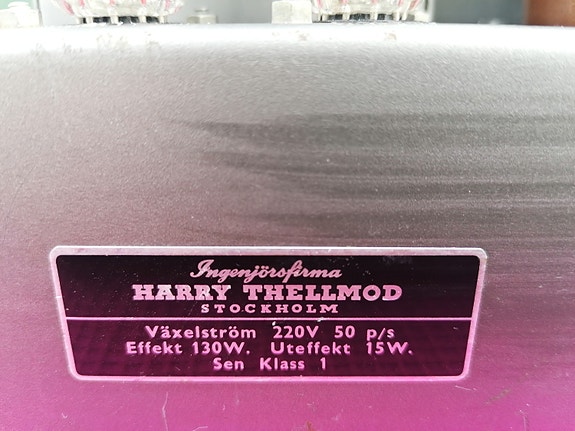 Ingenjörsfirma
HARRY THELLMOD
STOCKHOLM
Växelström 220V 50 p/s
Effekt 130W. Uteffekt 15W.
Sen Klass 1